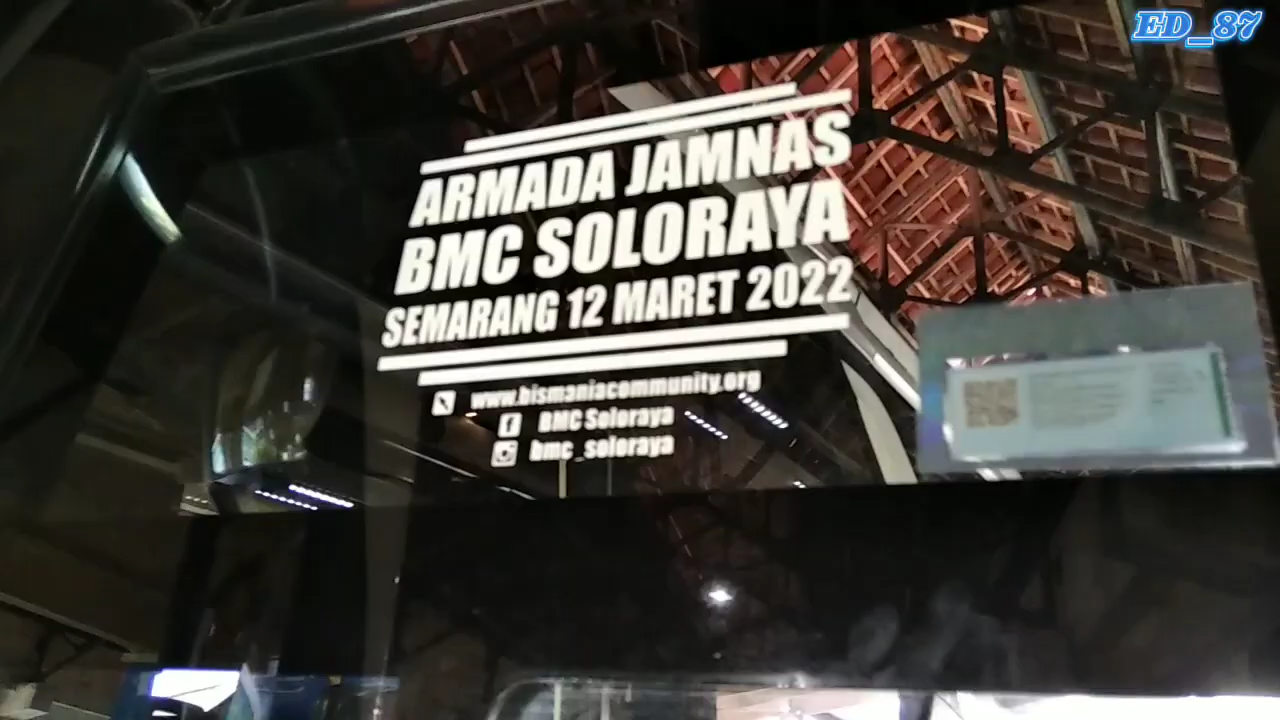 ED_87
ARMADA JAMNAS
BMC SOLORAYA
SEMARANG 12 MARET 2022
www.bismaniacommunity.org
BMC Soloraya
bmc_soloraya